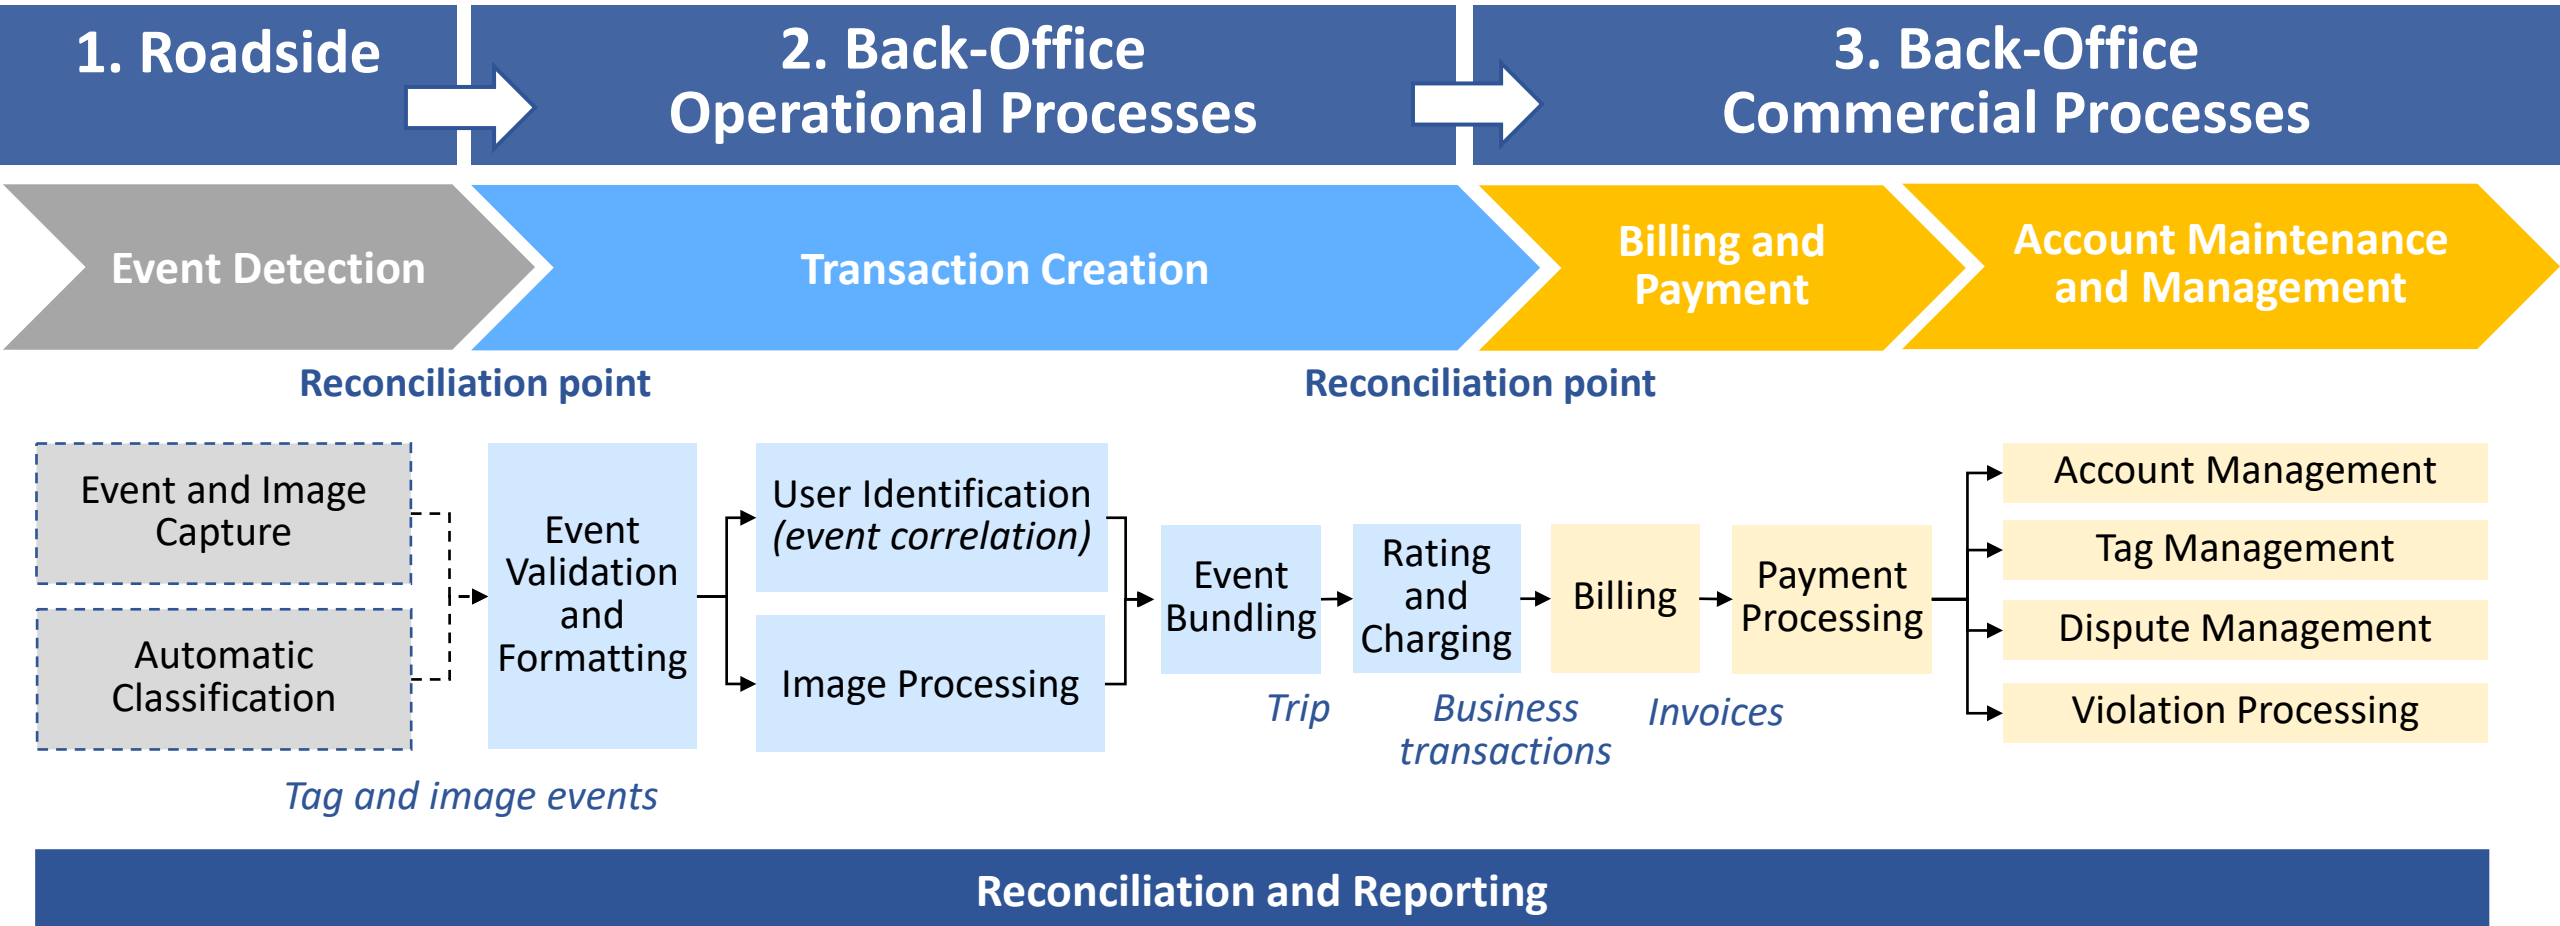 1. Roadside
2. Back-Office
Operational Processes
3. Back-Office
Commercial Processes
Event Detection
Transaction Creation
Billing and
Payment
Account Maintenance
and Management
Reconciliation point
Reconciliation point
Event and Image
Capture
Automatic
Classification
Event
Validation
and
Formatting
User Identification
(event correlation)
Image Processing
Event
Bundling
Rating
and
Charging
Billing
Payment
Processing
Account Management
Tag Management
Dispute Management
Violation Processing
Tag and image events
Trip
Business
transactions
Invoices
Reconciliation and Reporting